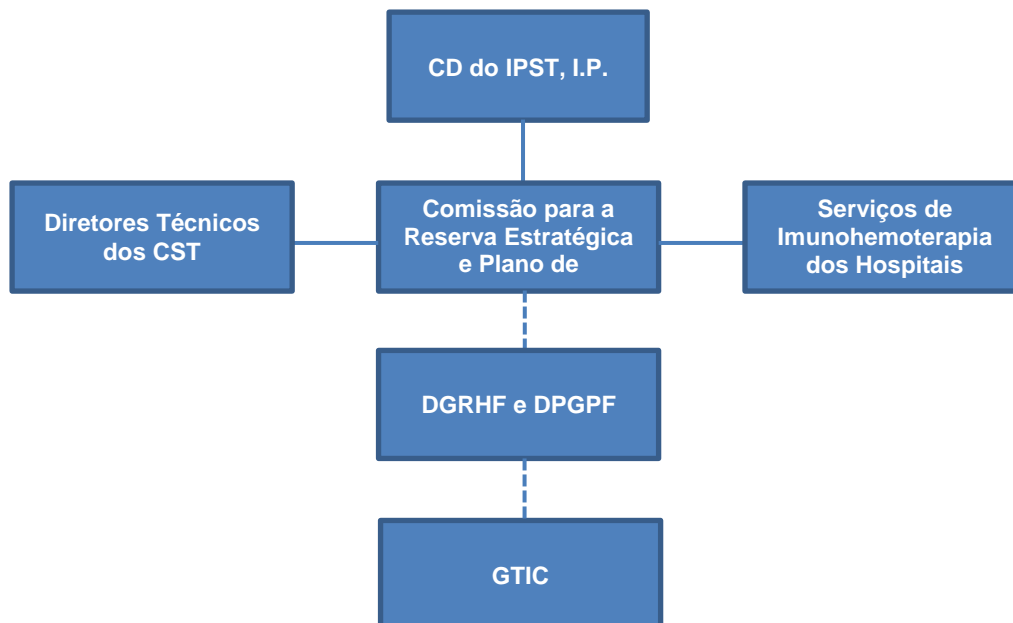 CD do IPST, I.P.
Diretores Técnicos
dos CST
Comissão para a
Reserva Estratégica
e Plano de
Serviços de
Imunohemoterapia
dos Hospitais
DGRHF e DPGPF
GTIC